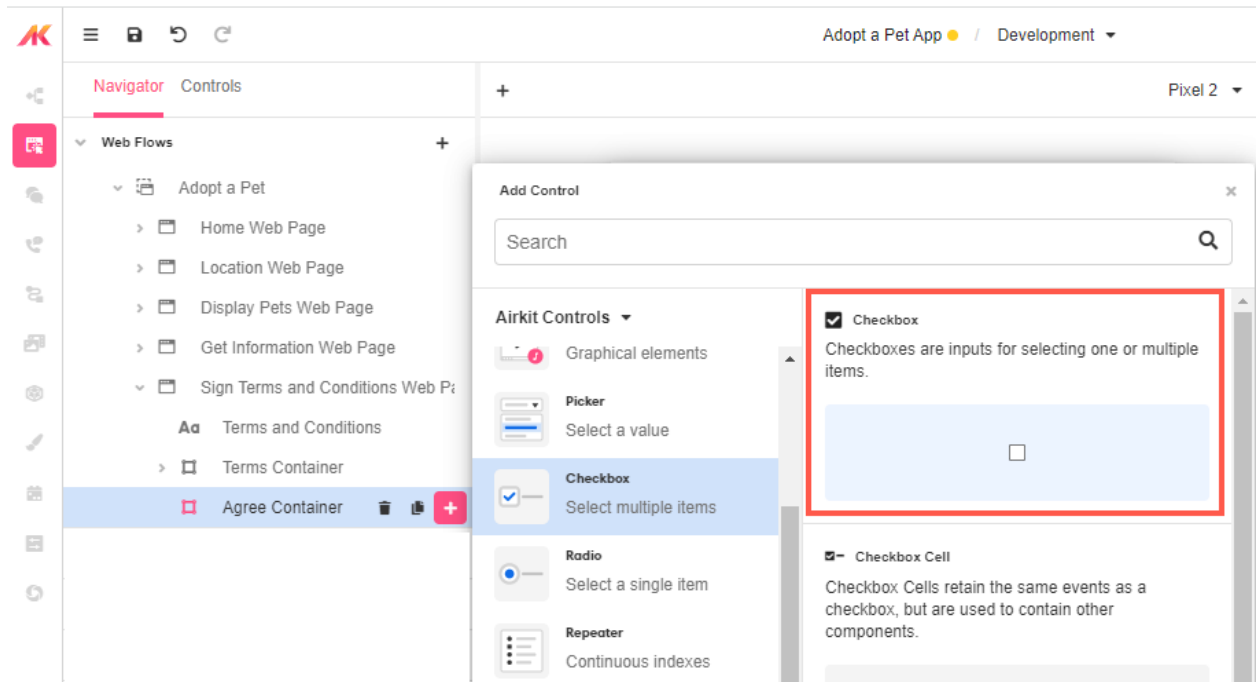 Adopt a Pet App / Development
Navigator Controls
Pixel 2
Web Flows
Adopt a Pet
Home Web Page
Location Web Page
Display Pets Web Page
Get Information Web Page
Sign Terms and Conditions Web
Aa Terms and Conditions
Terms Container
Agree Container
Add Control
Search
Airkit Controls
Graphical elements
Picker
Select a value
Checkbox
Select multiple items
Radio
Select a single item
Repeater
Continuous indexes
Checkbox
Checkboxes are inputs for selecting one or multiple
items.
Checkbox Cell
Checkbox Cells retain the same events as a
checkbox, but are used to contain other
components.